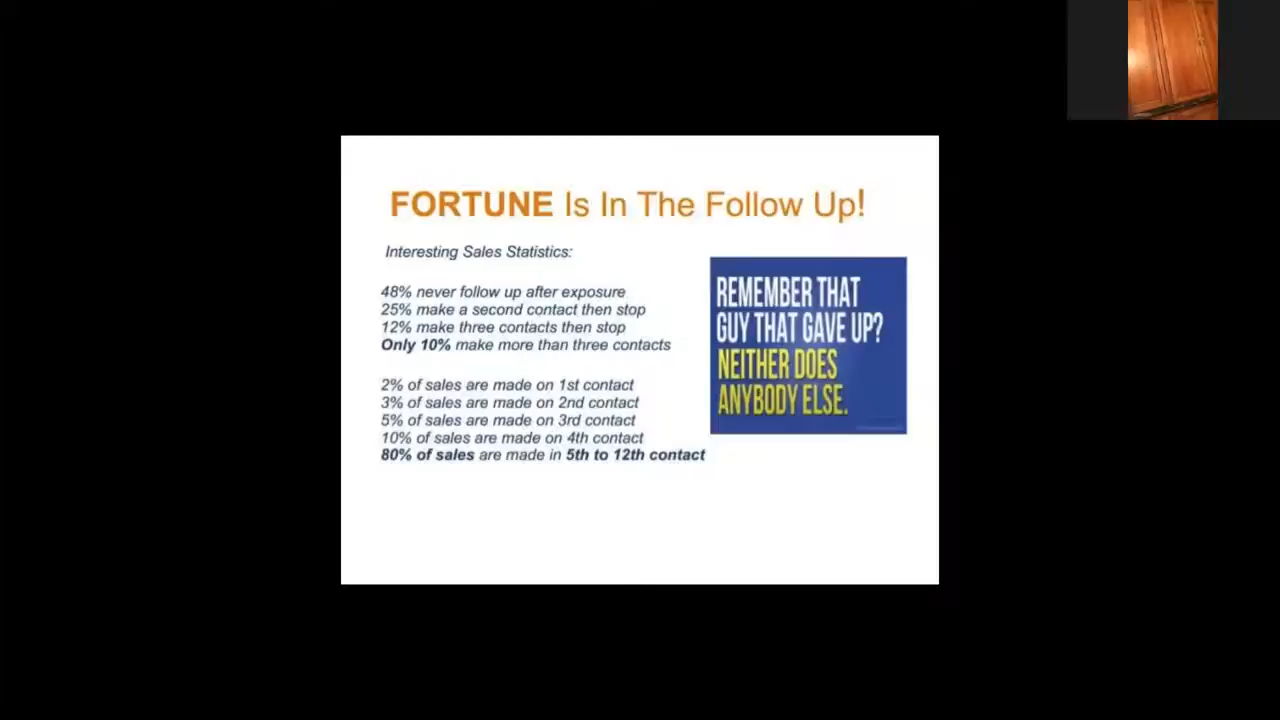 FORTUNE Is In The Follow Up!
Interesting Sales Statistics:
48% never follow up after exposure
25% make a second contact then stop
12% make three contacts then stop
Only 10% make more than three contacts
2% of sales are made on 1st contact
3% of sales are made on 2nd contact
5% of sales are made on 3rd contact
10% of sales are made on 4th contact
80% of sales are made in 5th to 12th contact
REMEMBER THAT
GUY THAT GAVE UP?
NEITHER DOES
ANYBODY ELSE.